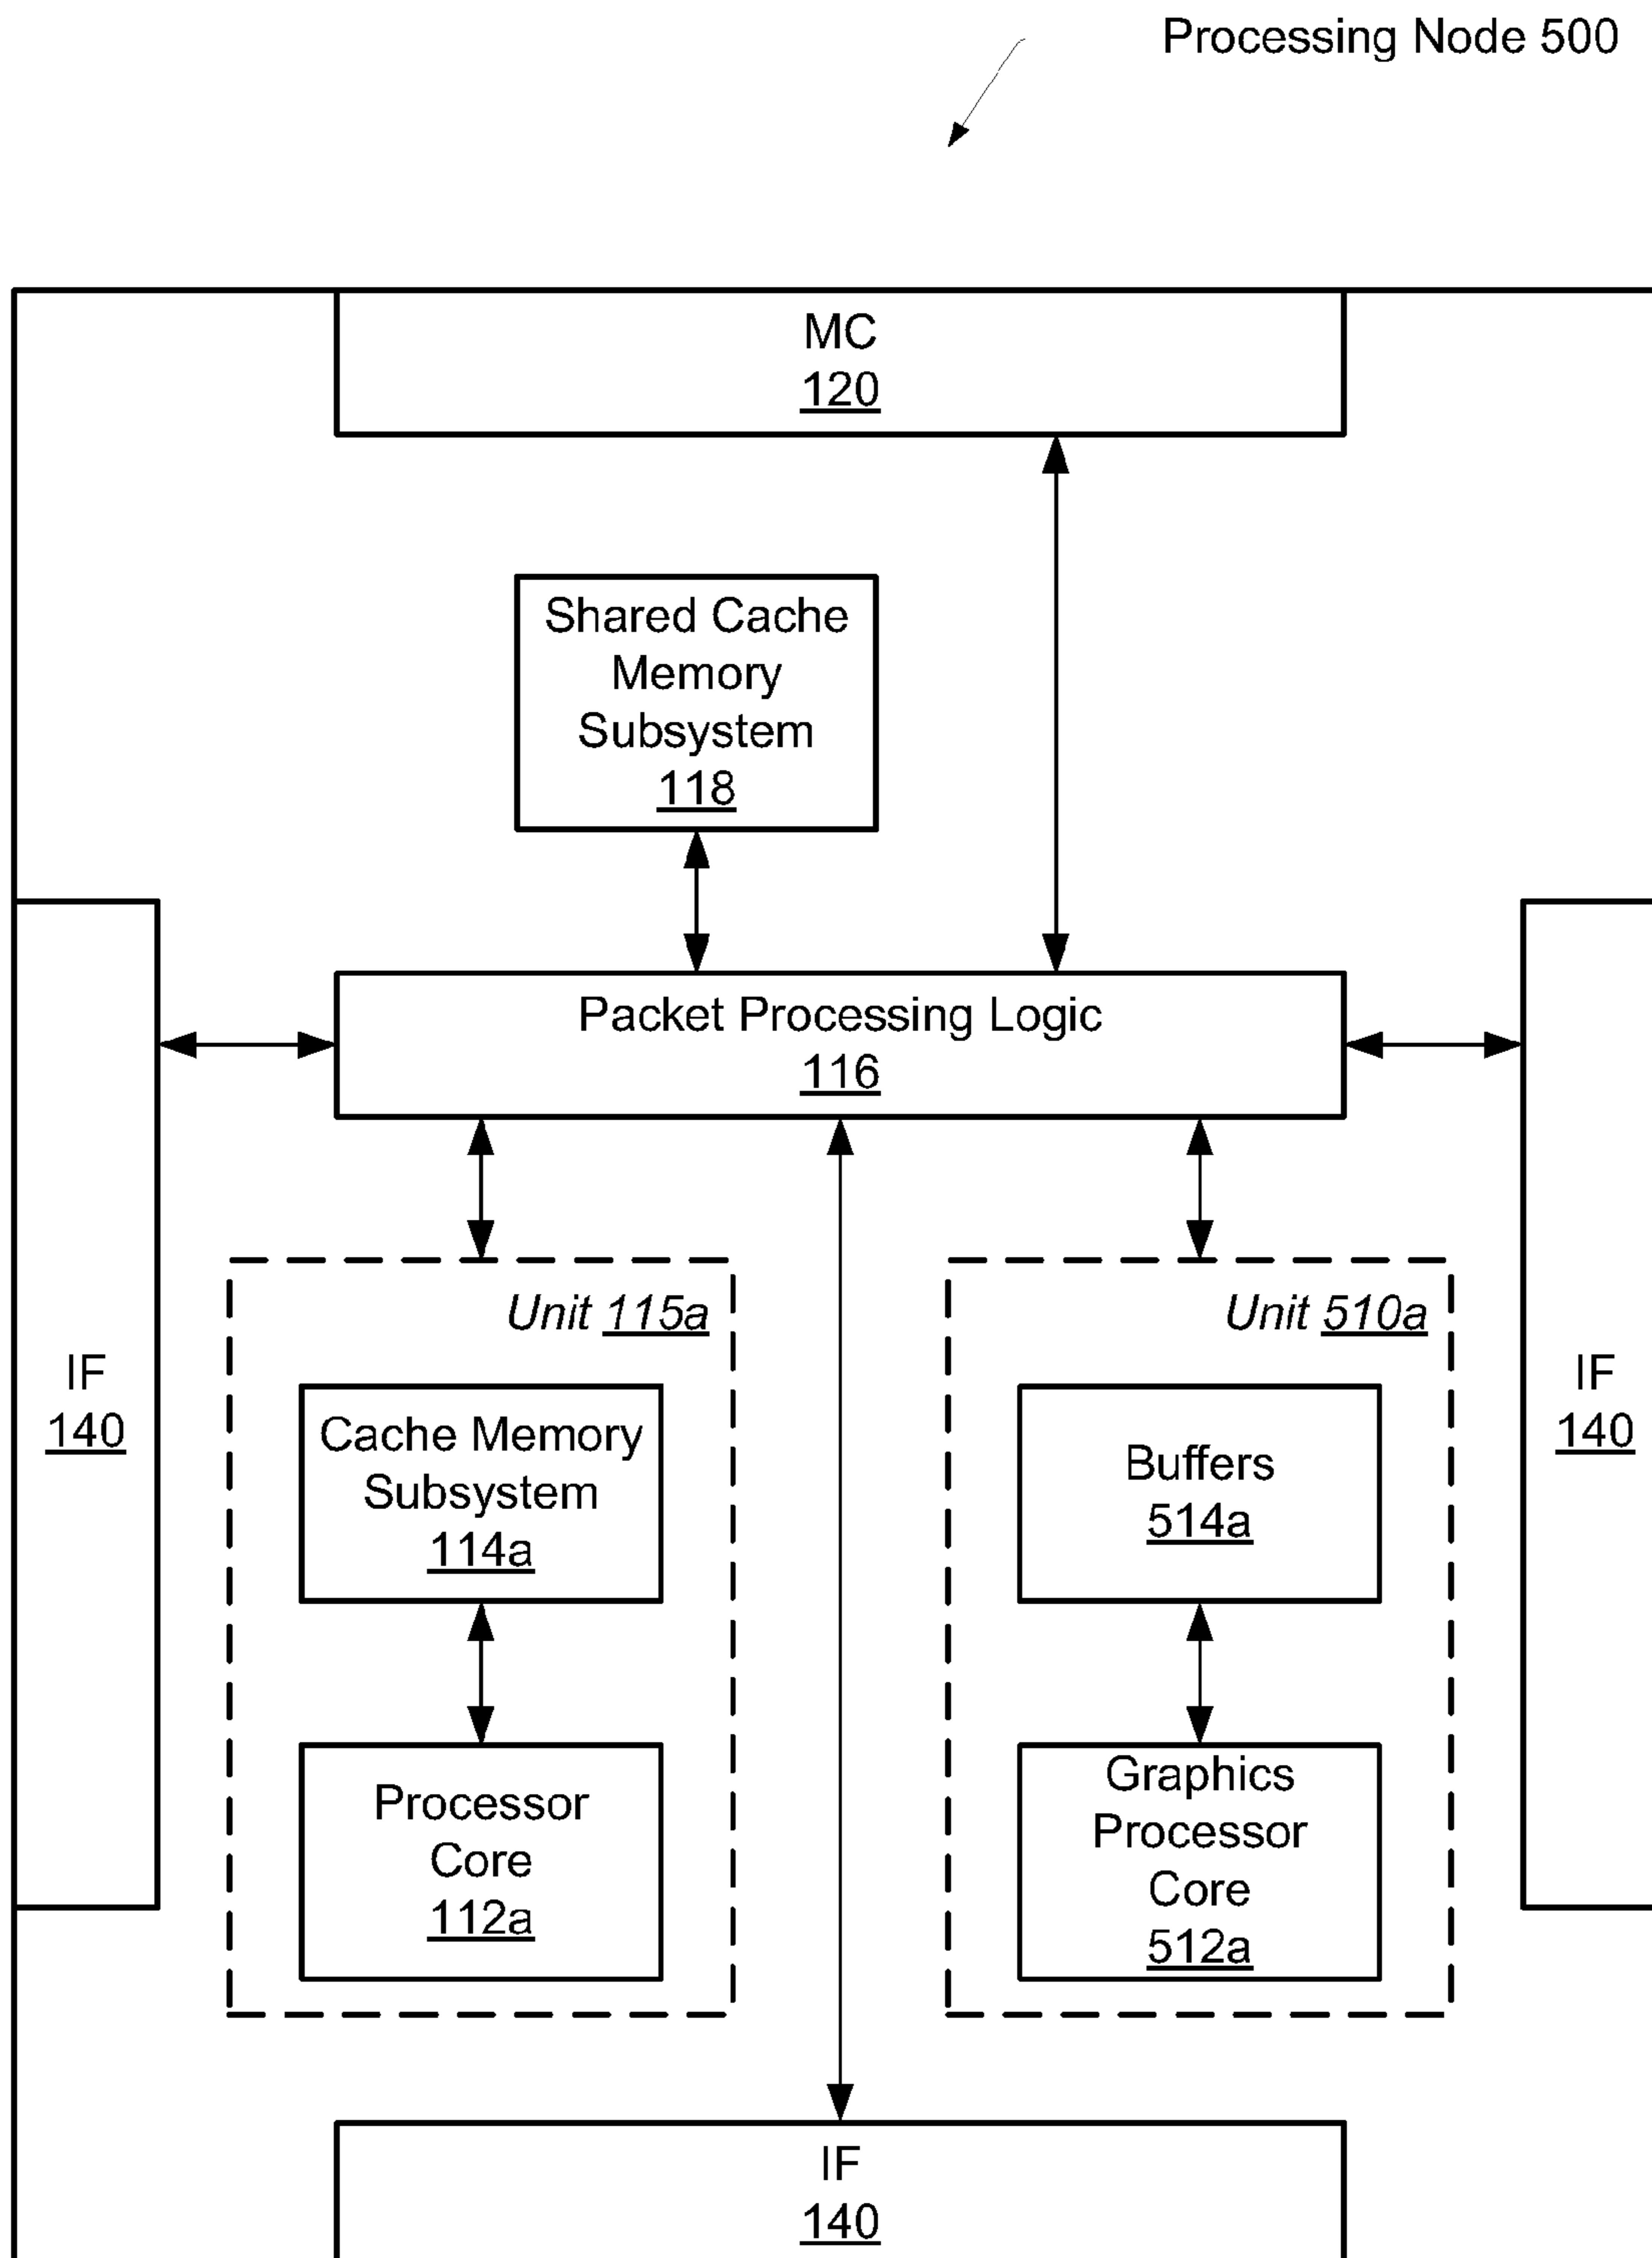 Processing Node 500
MC
120
Shared Cache
Memory
Subsystem
118
Packet Processing Logic
116
Unit 115a
Cache Memory
Subsystem
114a
Processor
Core
112a
Unit 510a
Buffers
514a
Graphics
Processor
Core
512a
IF
140
IF
140
IF
140